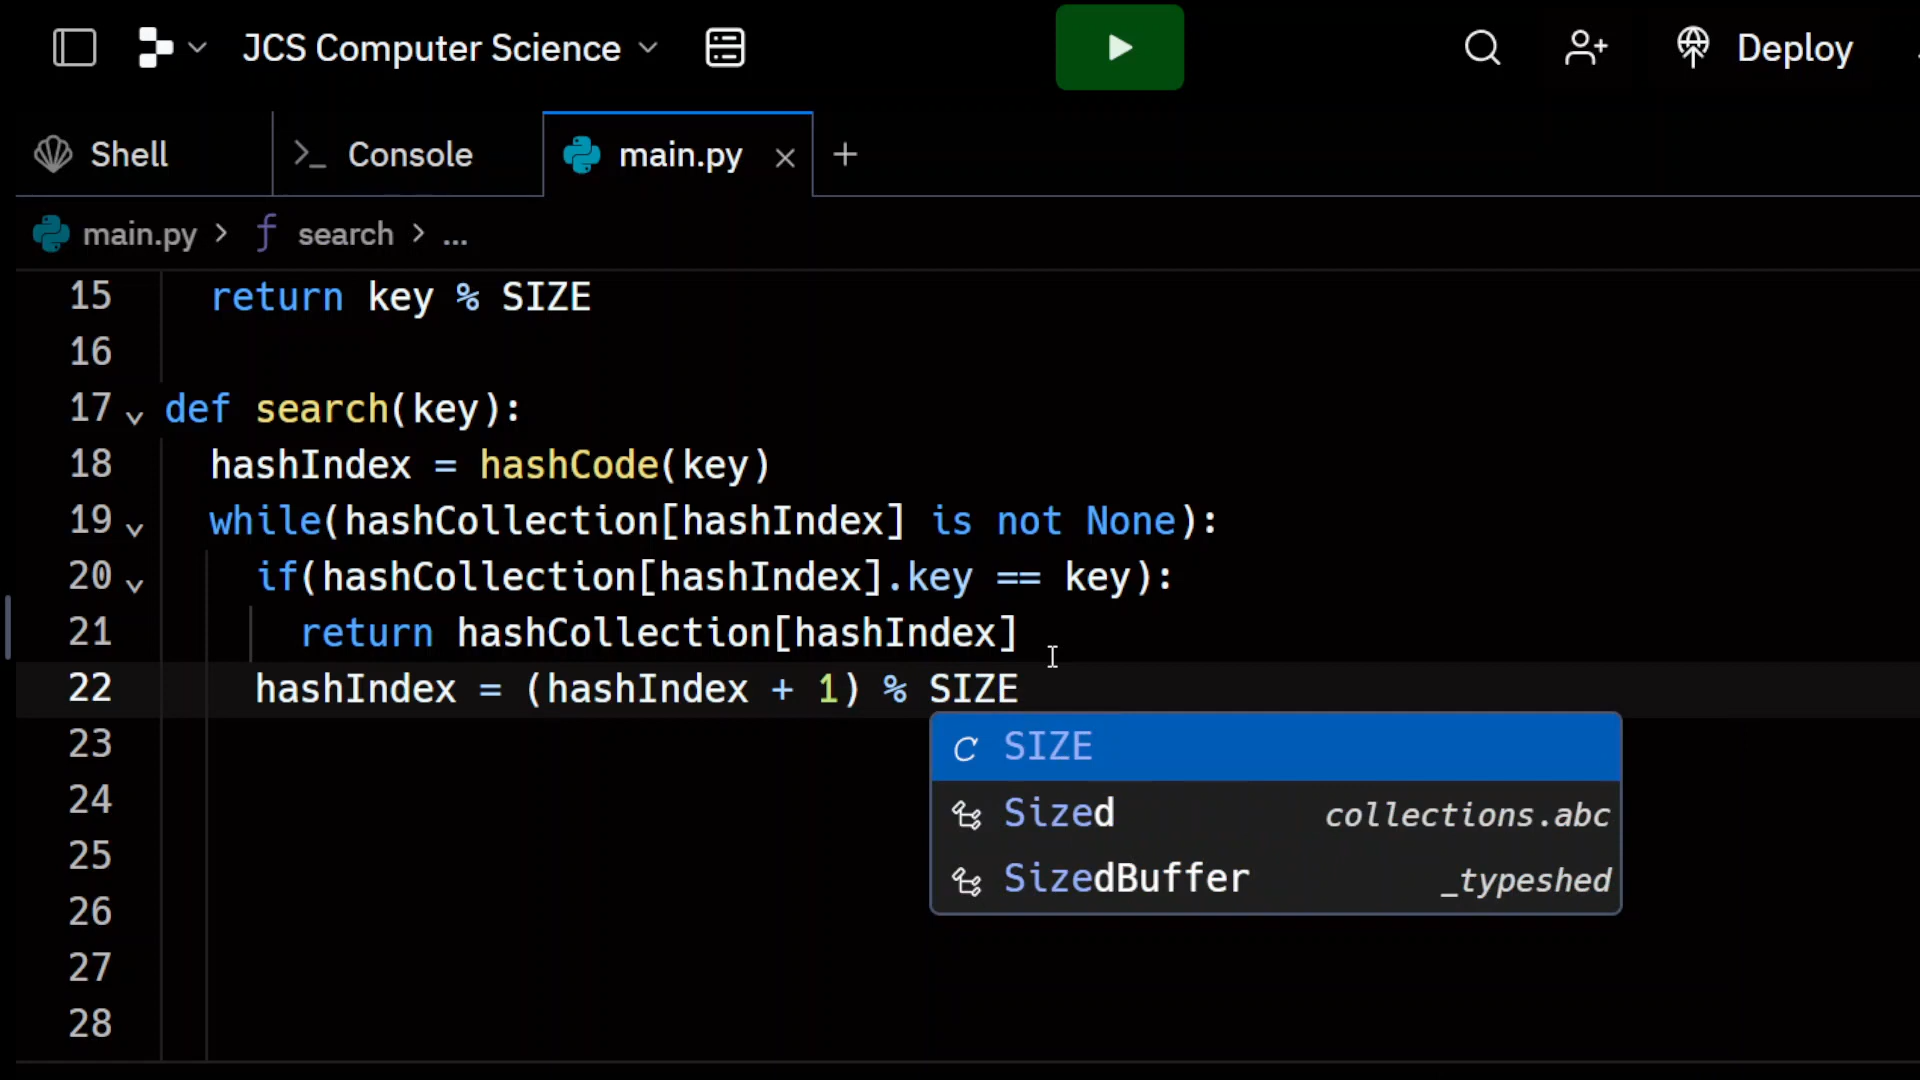 JCS Computer Science
Deploy
Shell
Console
main.py
main.py > search > ...
15 return key % SIZE
16
17 def search(key):
18 hashIndex = hashCode(key)
19 while(hashCollection[hashIndex] is not None):
20 if(hashCollection[hashIndex].key == key):
21 return hashCollection[hashIndex]
22 hashIndex = (hashIndex + 1) % SIZE
23 SIZE
24 Sized collections.abc
25
SizedBuffer _typeshed
26
27
28